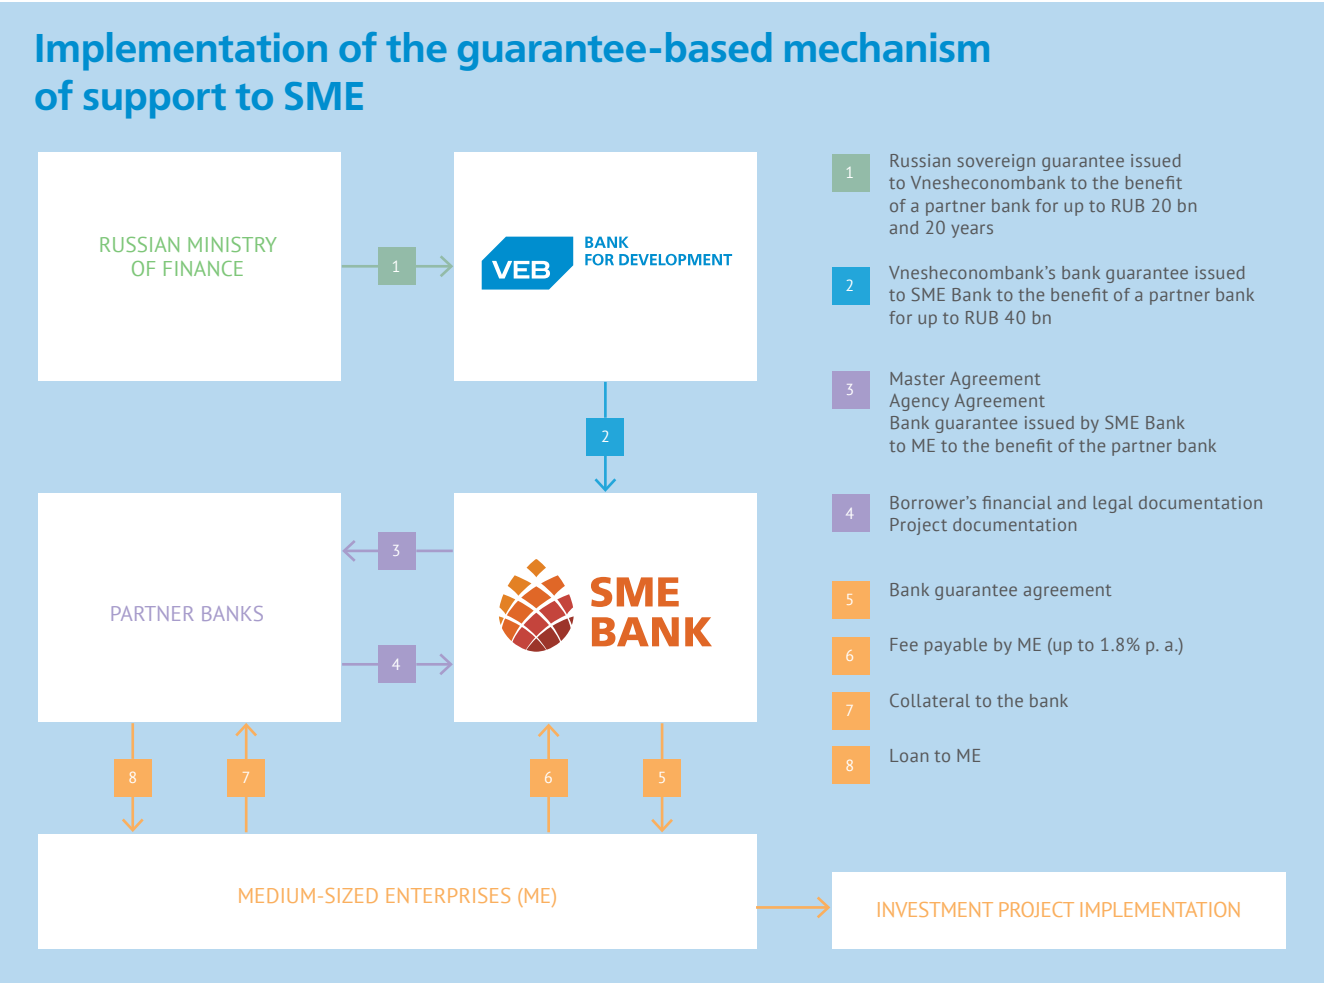 Implementation of the guarantee-based mechanism
of support to SME
RUSSIAN MINISTRY
OF FINANCE
1
VEB
BANK
FOR DEVELOPMENT
2
PARTNER BANKS
3
4
SME
BANK
8
7
6
5
MEDIUM-SIZED ENTERPRISES (ME)
INVESTMENT PROJECT IMPLEMENTATION
1
Russian sovereign guarantee issued
to Vnesheconombank to the benefit
of a partner bank for up to RUB 20 bn
and 20 years
2
Vnesheconombank’s bank guarantee issued
to SME Bank to the benefit of a partner bank
for up to RUB 40 bn
3
Master Agreement
Agency Agreement
Bank guarantee issued by SME Bank
to ME to the benefit of the partner bank
4
Borrower’s financial and legal documentation
Project documentation
5
Bank guarantee agreement
6
Fee payable by ME (up to 1.8% p. a.)
7
Collateral to the bank
8
Loan to ME